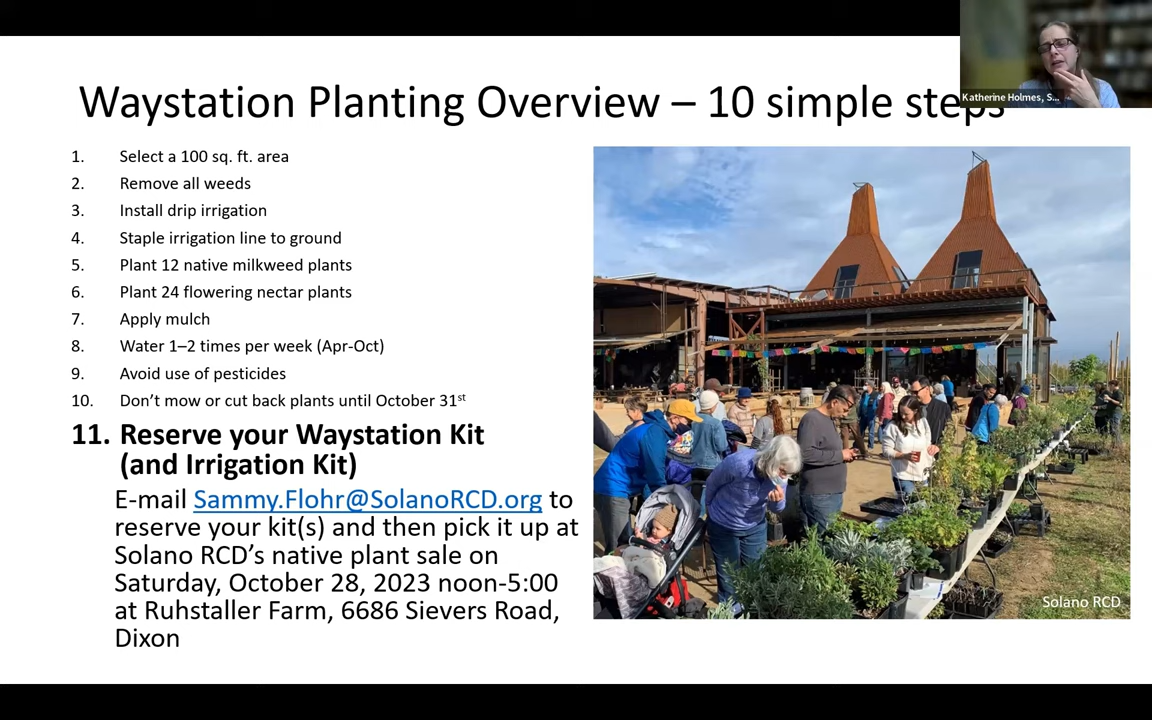 Waystation Planting Overview – 10 simple steps
Katherine Holmes, S...
1. Select a 100 sq. ft. area
2. Remove all weeds
3. Install drip irrigation
4. Staple irrigation line to ground
5. Plant 12 native milkweed plants
6. Plant 24 flowering nectar plants
7. Apply mulch
8. Water 1–2 times per week (Apr-Oct)
9. Avoid use of pesticides
10. Don’t mow or cut back plants until October 31st
11. Reserve your Waystation Kit
(and Irrigation Kit)
E-mail Sammy.Flohr@SolanoRCD.org to
reserve your kit(s) and then pick it up at
Solano RCD’s native plant sale on
Saturday, October 28, 2023 noon-5:00
at Ruhstaller Farm, 6686 Sievers Road,
Dixon
Solano RCD